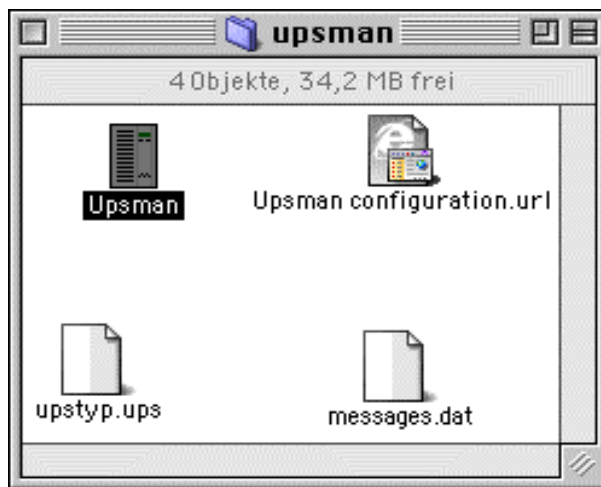 upsman
4 Objekte, 34,2 MB frei
Upsman
Upsman configuration.url
upstyp.ups
messages.dat